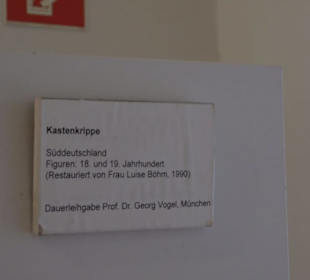 Kastenkrippe
Süddeutschland
Figuren: 18. und 19. Jahrhundert
(Restauriert von Frau Luise Böhm, 1990)
Dauerleihgabe Prof. Dr. Georg Vogel, München